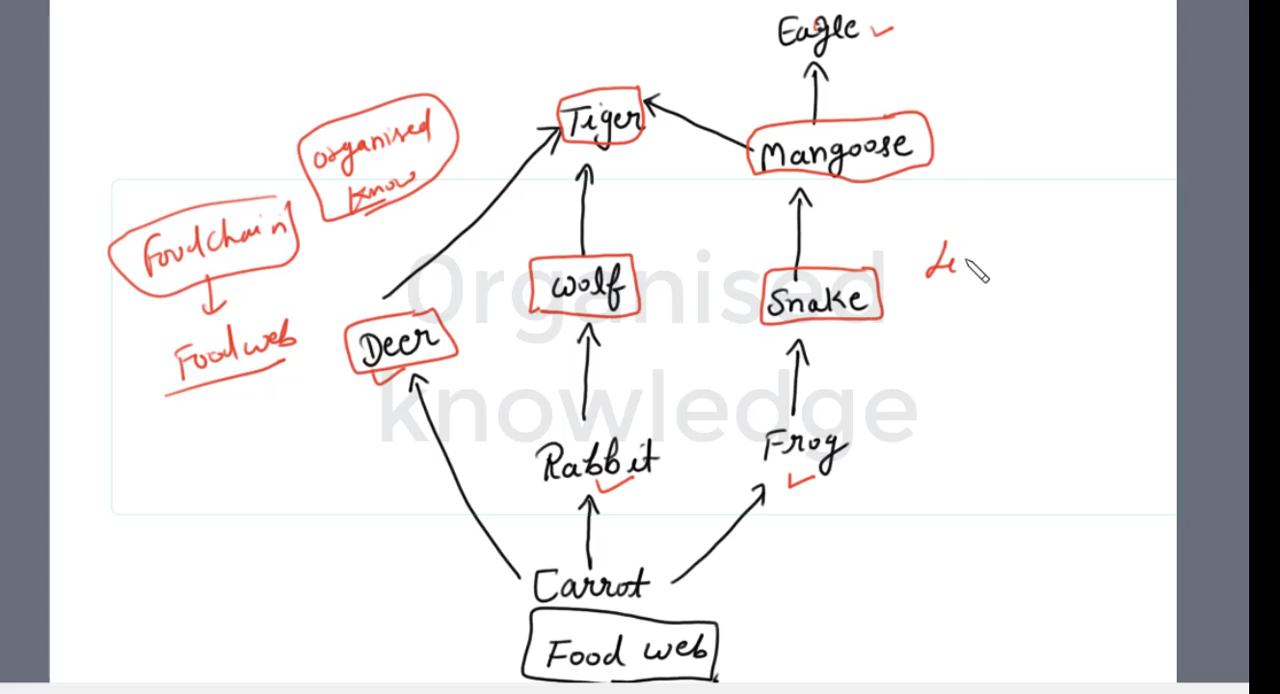 Eagle
Tiger
Mangoose
Organised
know
Foodchain
Food web
Deer
Wolf
Snake
Organised
knowledge
Rabbit
Frog
Carrot
Food web